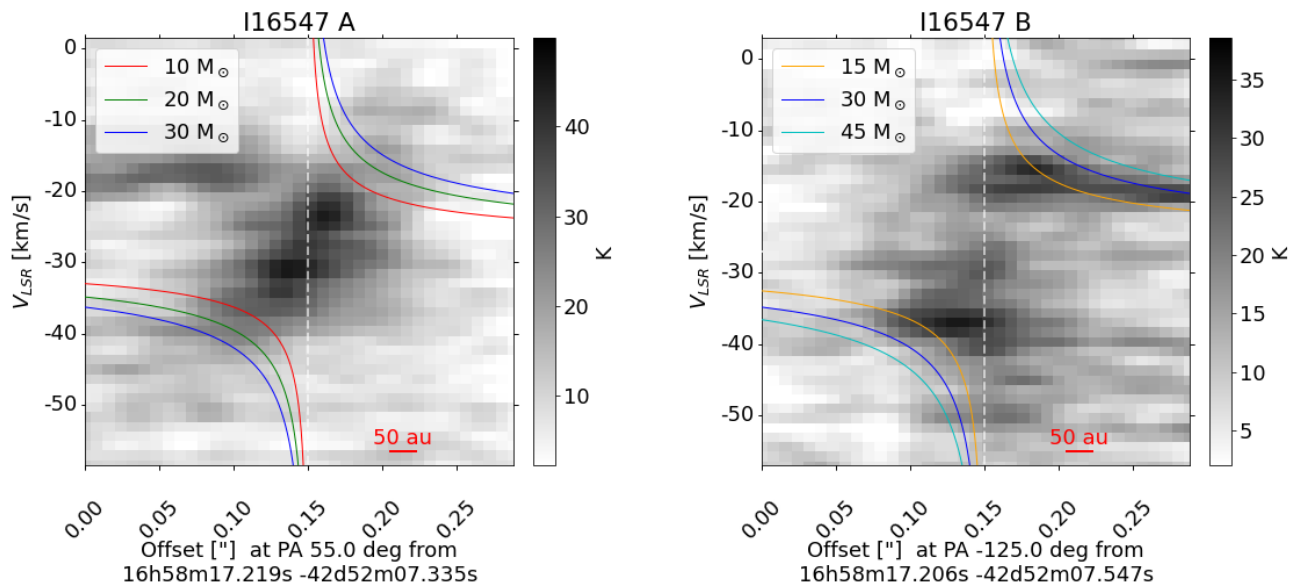 I16547 A
I16547 B
0
-10
-20
-30
-40
-50
V_LSR [km/s]
10 M⊙
20 M⊙
30 M⊙
50 au
0.00
0.05
0.10
0.15
0.20
0.25
Offset ["] at PA 55.0 deg from
16h58m17.219s -42d52m07.335s
40
30
20
10
K
0
-10
-20
-30
-40
-50
V_LSR [km/s]
15 M⊙
30 M⊙
45 M⊙
50 au
0.00
0.05
0.10
0.15
0.20
0.25
Offset ["] at PA -125.0 deg from
16h58m17.206s -42d52m07.547s
35
30
25
20
15
10
5
K